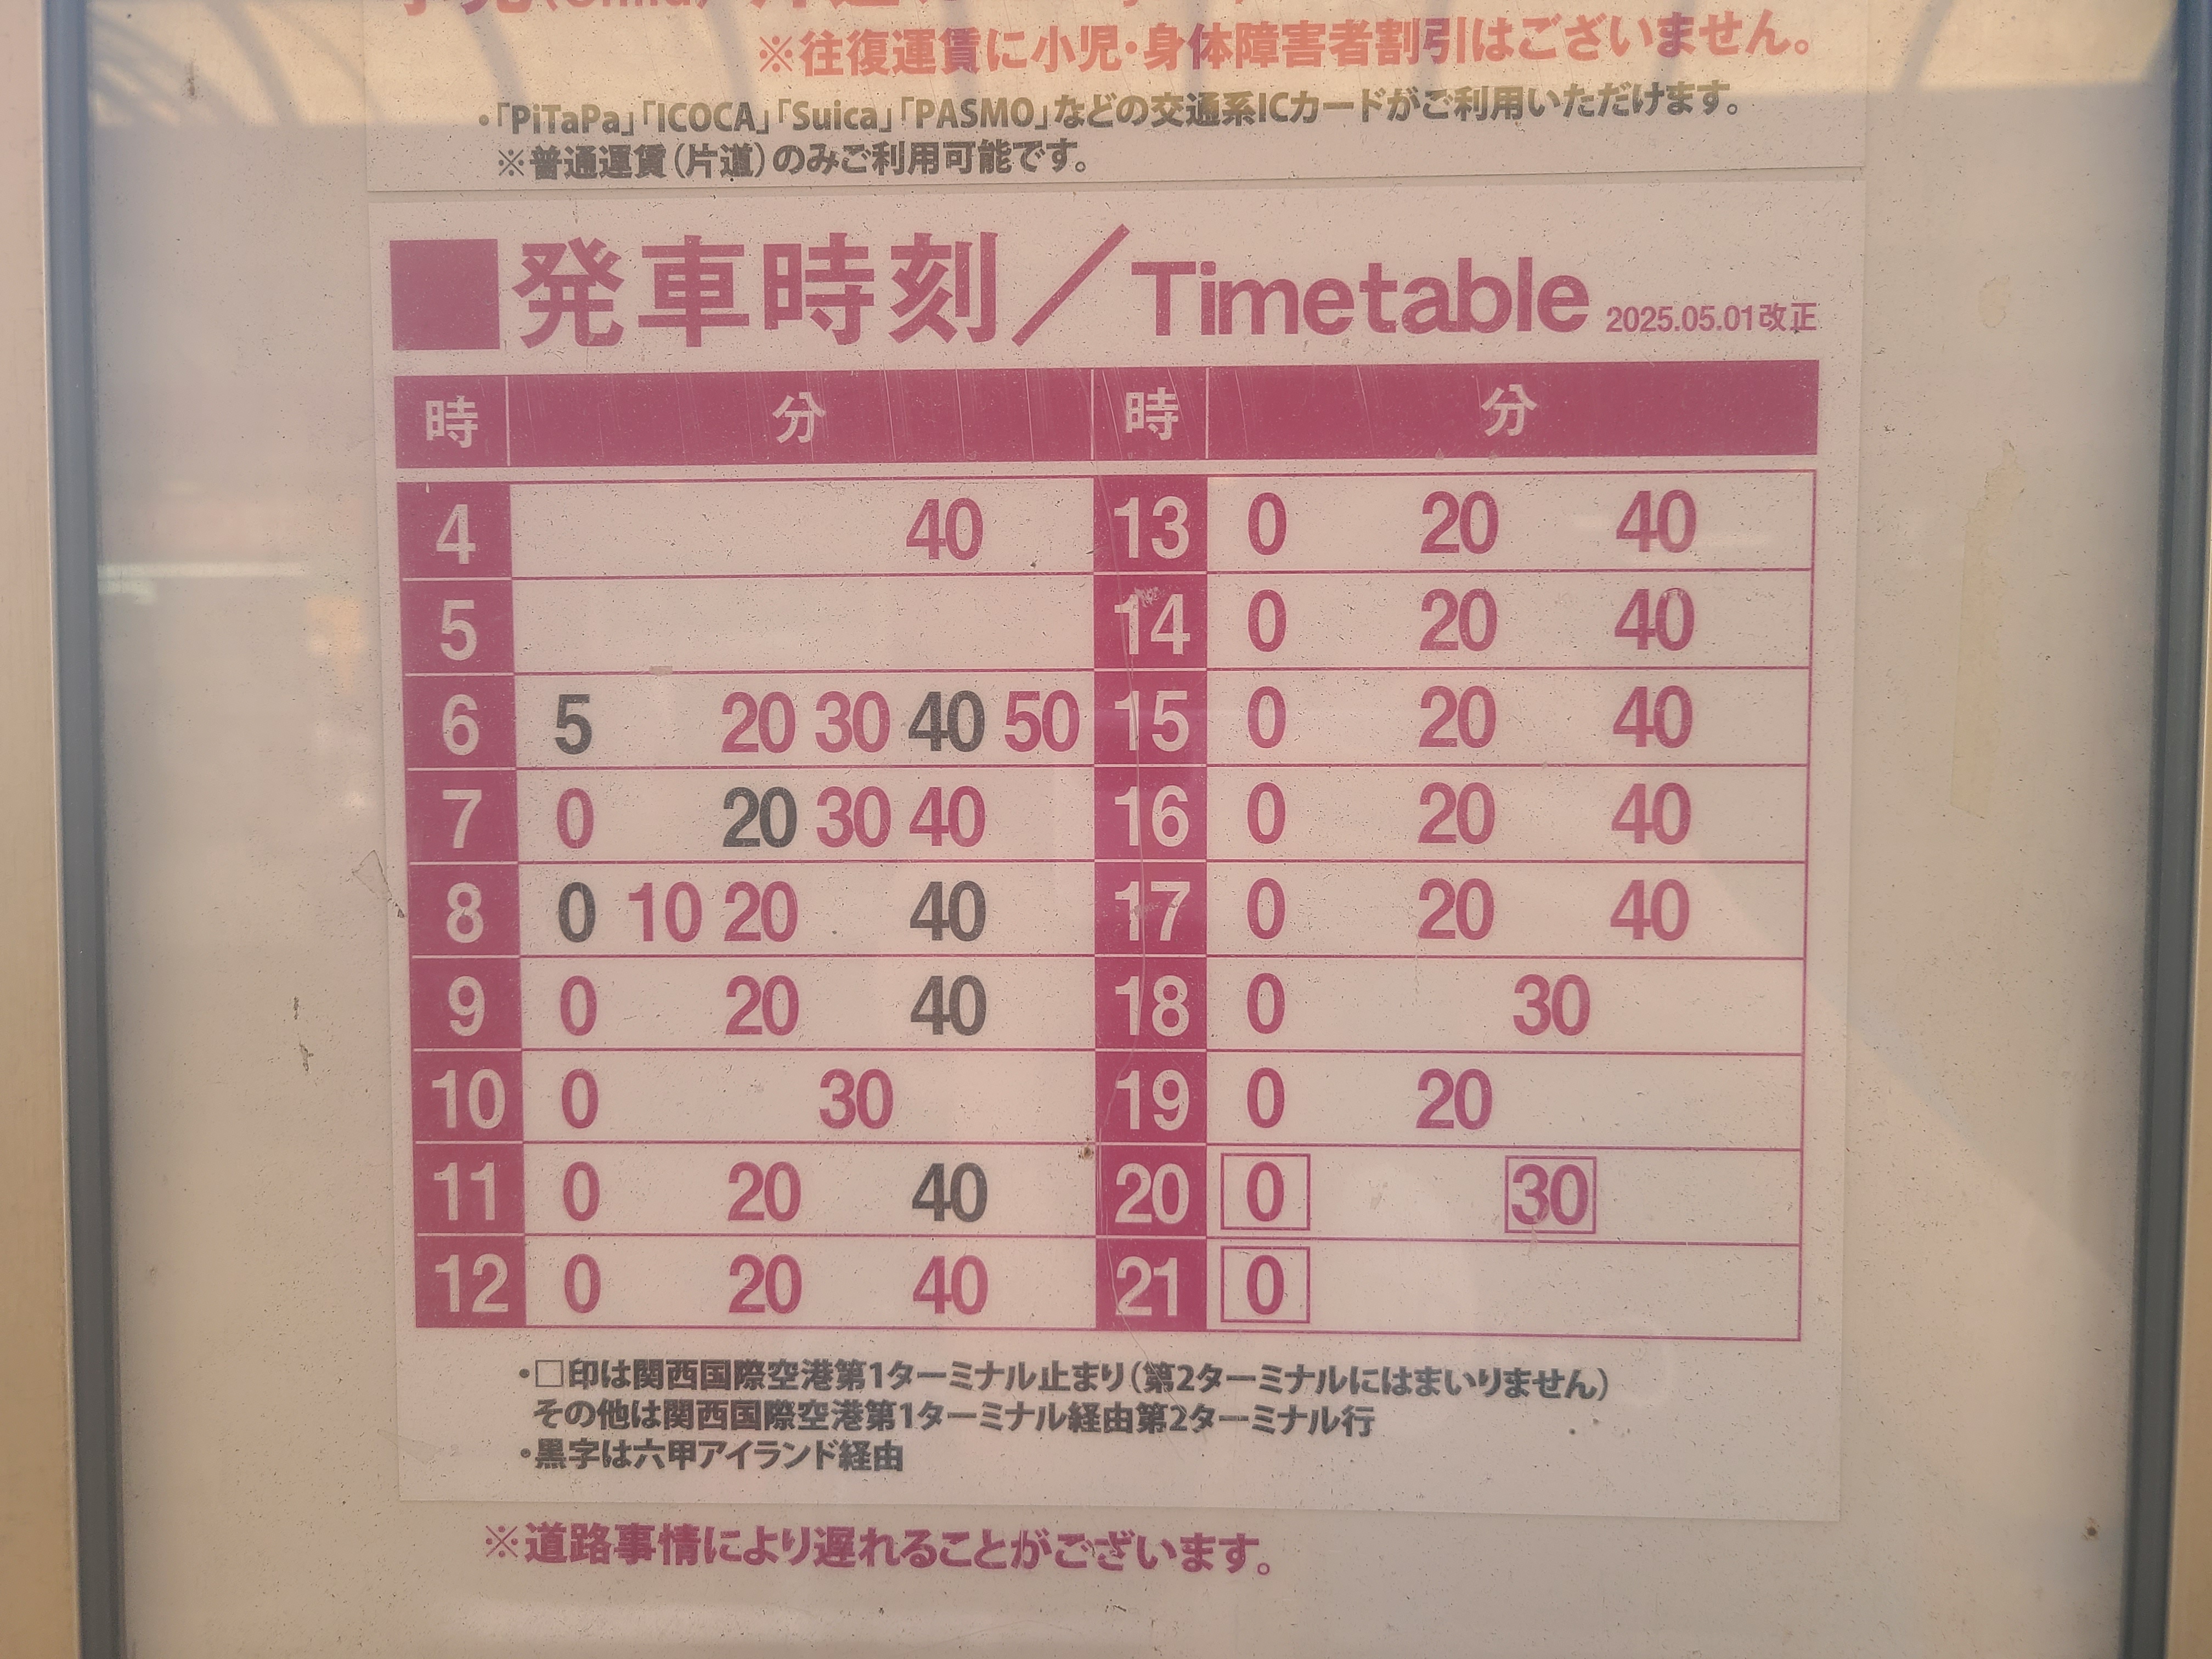 ※往復運賃に小児・身体障害者割引はございません。
・「PiTaPa」「ICOCA」「Suica」「PASMO」などの交通系ICカードがご利用いただけます。
※普通運賃(片道)のみご利用可能です。
■発車時刻／Timetable 2025.05.01改正
時 分 時 分
4 40 13 0 20 40
5 14 0 20 40
6 5 20 30 40 50 15 0 20 40
7 0 20 30 40 16 0 20 40
8 0 10 20 40 17 0 20 40
9 0 20 40 18 0 30
10 0 30 19 0 20
11 0 20 40 20 0 30
12 0 20 40 21 0
・□印は関西国際空港第1ターミナル止まり(第2ターミナルにはまいりません)
その他は関西国際空港第1ターミナル経由第2ターミナル行
・黒字は六甲アイランド経由
※道路事情により遅れることがございます。